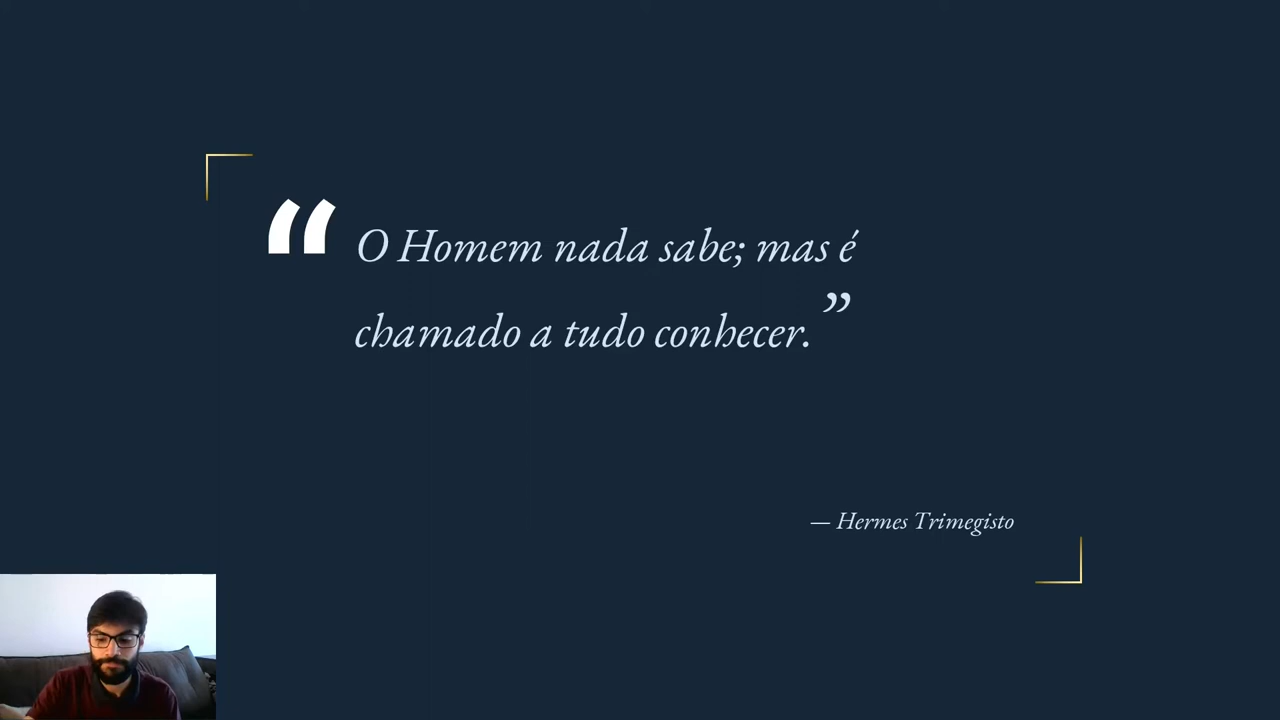 “ O Homem nada sabe; mas é
chamado a tudo conhecer. ”
— Hermes Trimegisto